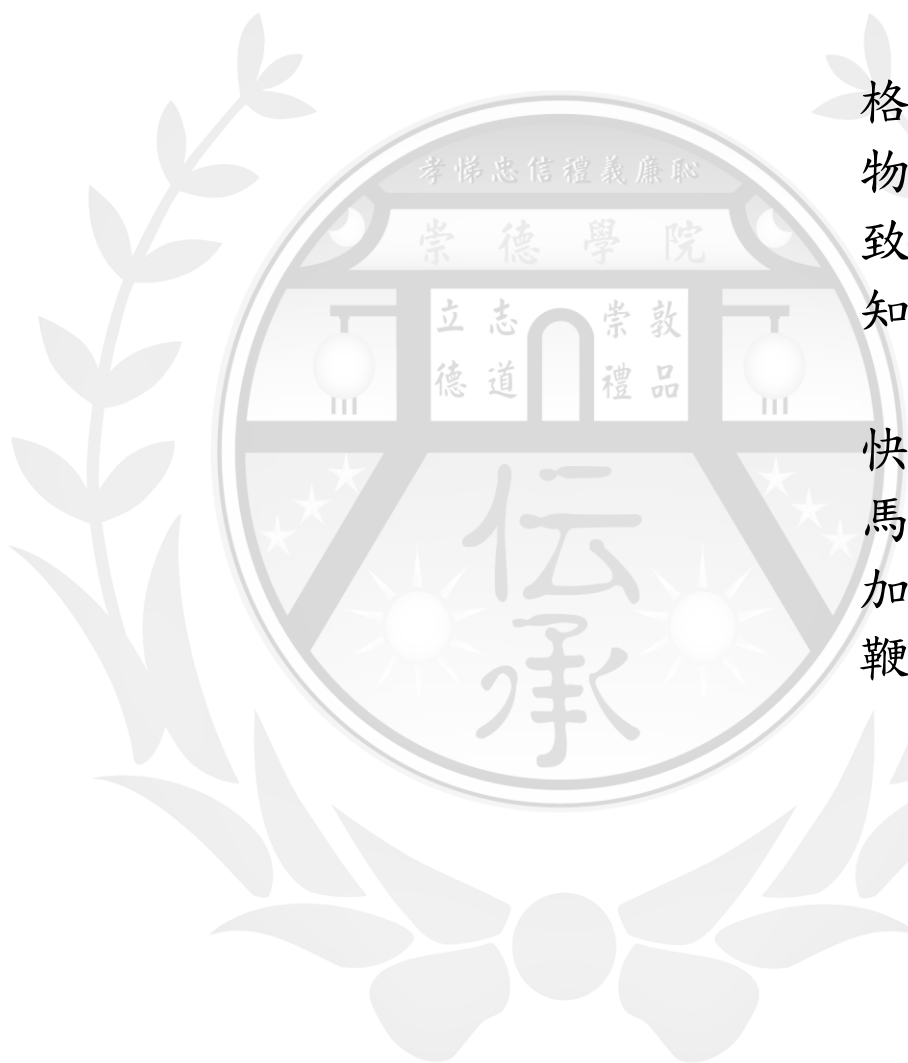 格物致知 快馬加鞭
孝悌忠信禮義廉恥
崇德學院
立志 崇敦
德道 禮品
伝承